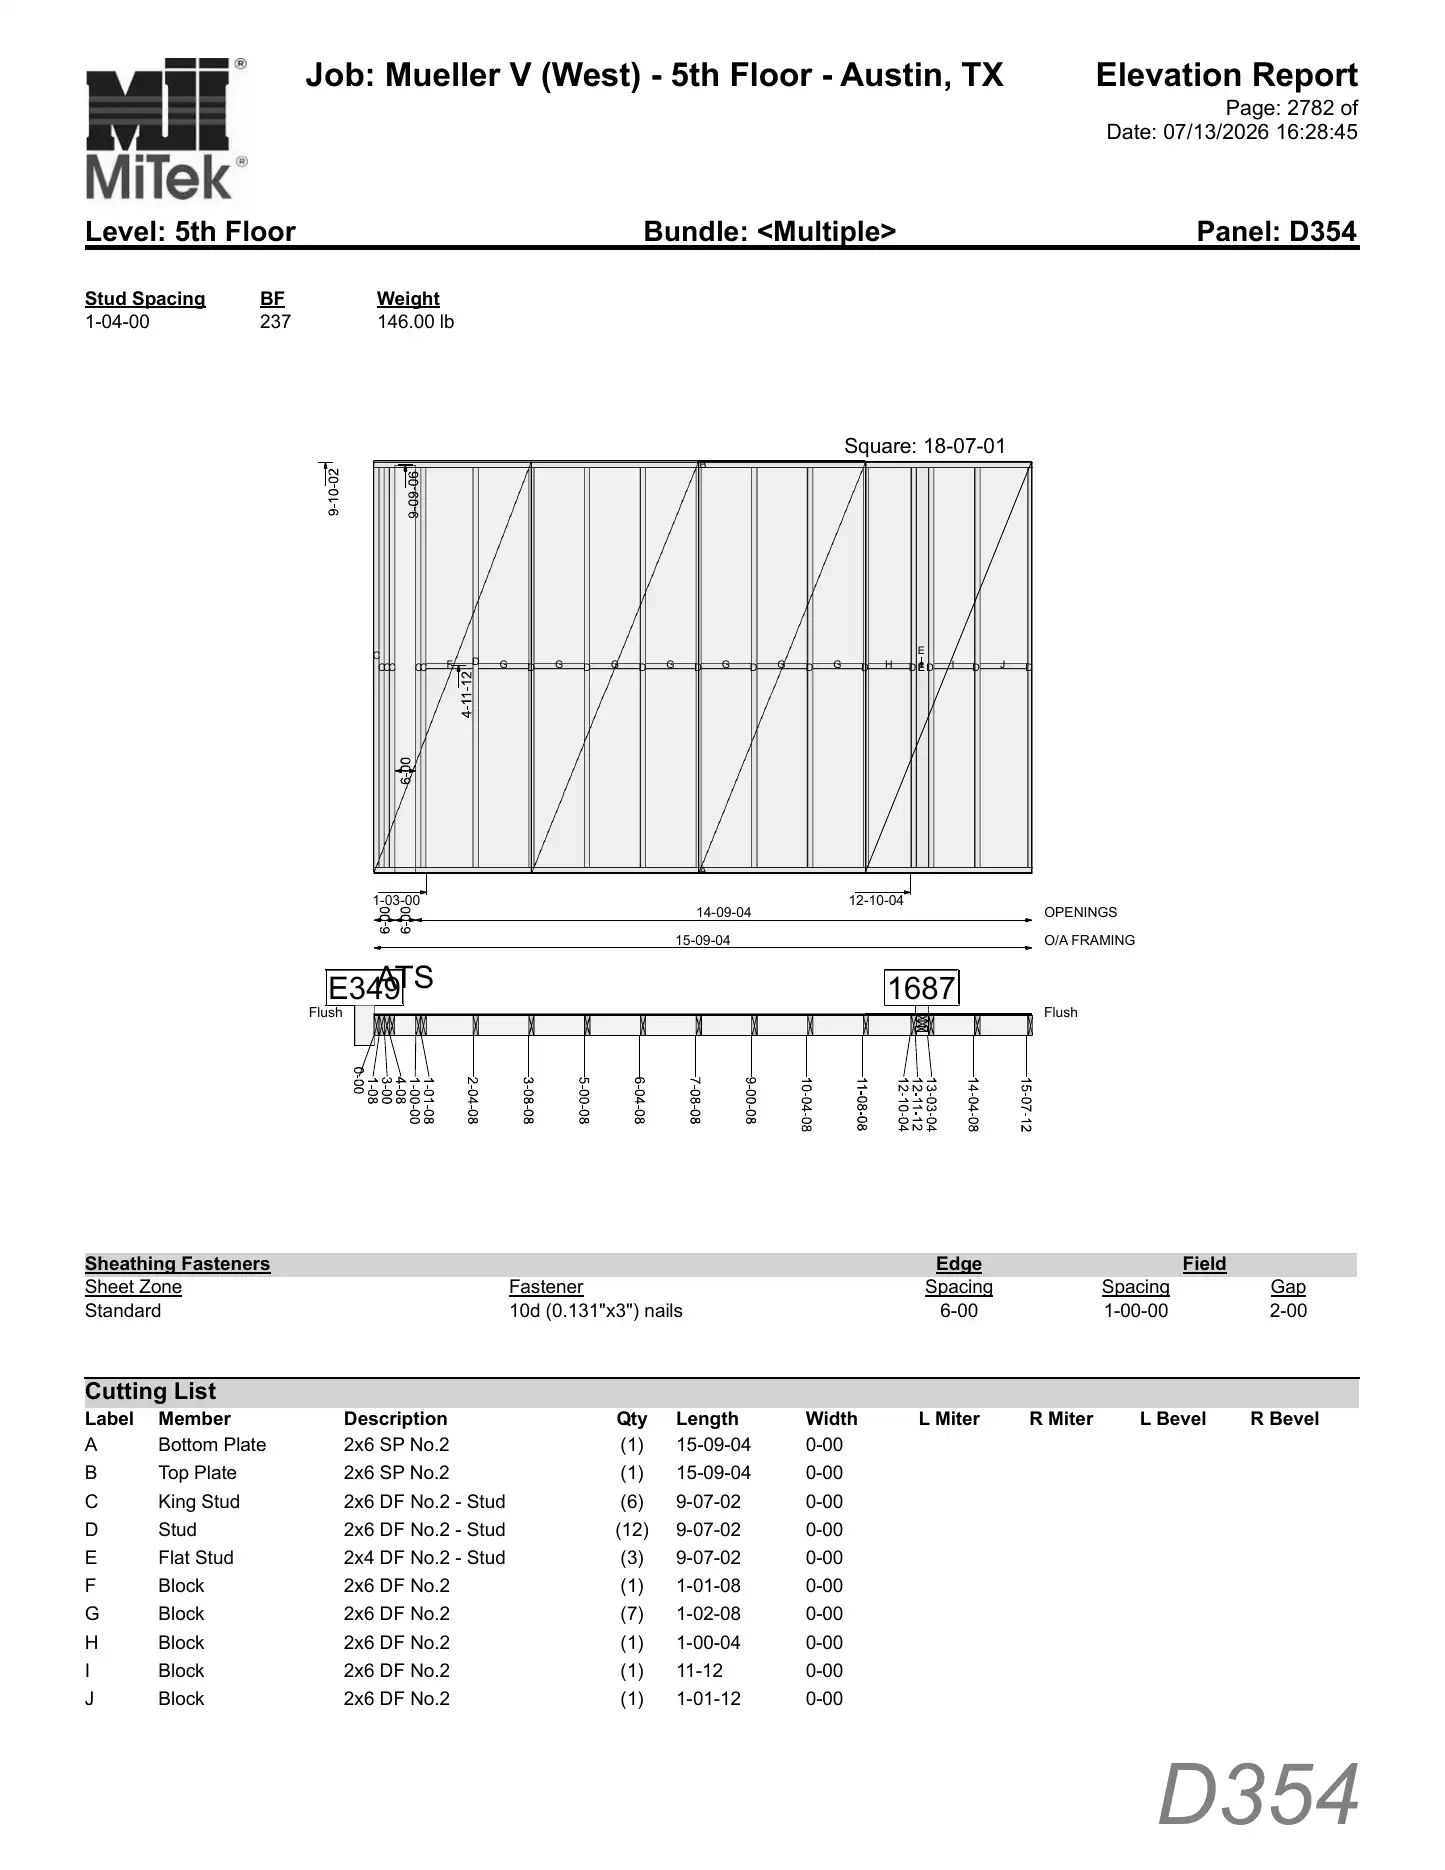 Job: Mueller V (West) - 5th Floor - Austin, TX
Elevation Report
Page: 2782 of
Date: 07/13/2026 16:28:45
MiTek®
Level: 5th Floor Bundle: <Multiple> Panel: D354
Stud Spacing BF Weight
1-04-00 237 146.00 lb
Square: 18-07-01
9-10-02
9-09-06
B
C
C C C C C F D G G G D G D G D G D G D H D E D I D J D
E
4-11-12
6-00
A
1-03-00 12-10-04
6-00 6-00 14-09-04 OPENINGS
15-09-04 O/A FRAMING
E349 ATS 1687
Flush Flush
0-00 1-08 3-00 4-08 1-00-00 1-01-08 2-04-08 3-08-08 5-00-08 6-04-08 7-08-08 9-00-08 10-04-08 11-08-08 12-10-04 12-11-12 13-03-04 14-04-08 15-07-12
Sheathing Fasteners Edge Field
Sheet Zone Fastener Spacing Spacing Gap
Standard 10d (0.131"x3") nails 6-00 1-00-00 2-00
Cutting List
Label Member Description Qty Length Width L Miter R Miter L Bevel R Bevel
A Bottom Plate 2x6 SP No.2 (1) 15-09-04 0-00
B Top Plate 2x6 SP No.2 (1) 15-09-04 0-00
C King Stud 2x6 DF No.2 - Stud (6) 9-07-02 0-00
D Stud 2x6 DF No.2 - Stud (12) 9-07-02 0-00
E Flat Stud 2x4 DF No.2 - Stud (3) 9-07-02 0-00
F Block 2x6 DF No.2 (1) 1-01-08 0-00
G Block 2x6 DF No.2 (7) 1-02-08 0-00
H Block 2x6 DF No.2 (1) 1-00-04 0-00
I Block 2x6 DF No.2 (1) 11-12 0-00
J Block 2x6 DF No.2 (1) 1-01-12 0-00
D354